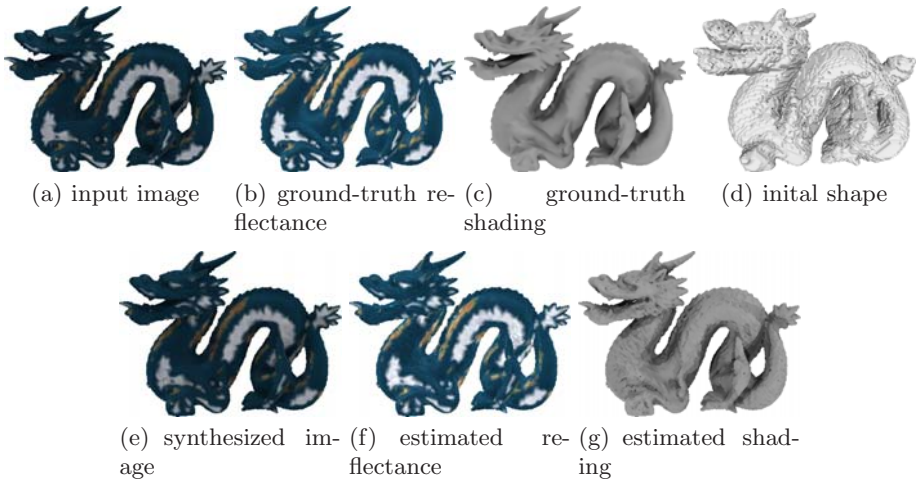 (a) input image
(b) ground-truth re-
flectance
(c) ground-truth
shading
(d) inital shape
(e) synthesized im-
age
(f) estimated re-
flectance
(g) estimated shad-
ing